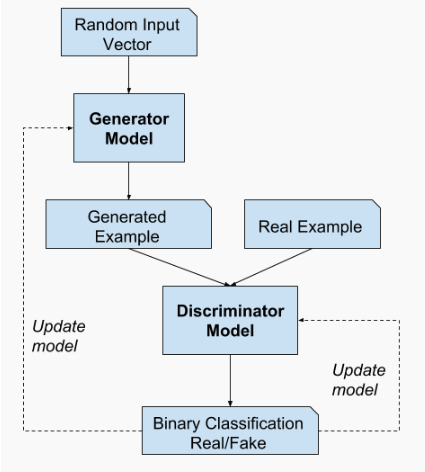 Random Input
Vector
Generator
Model
Generated
Example
Real Example
Discriminator
Model
Update
model
Update
model
Binary Classification
Real/Fake